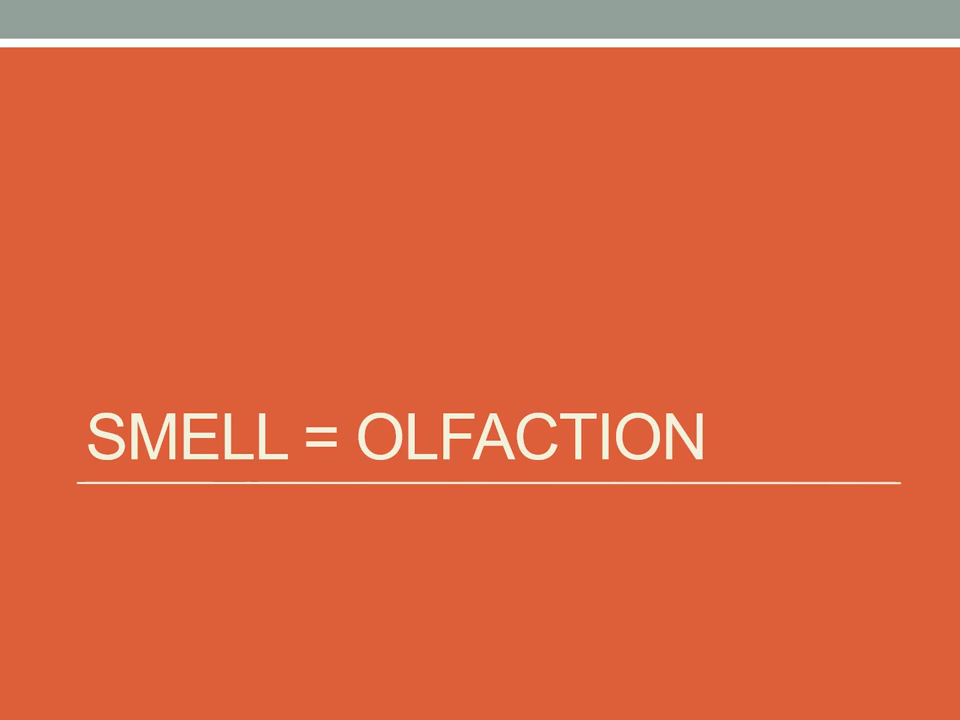 SMELL = OLFACTION